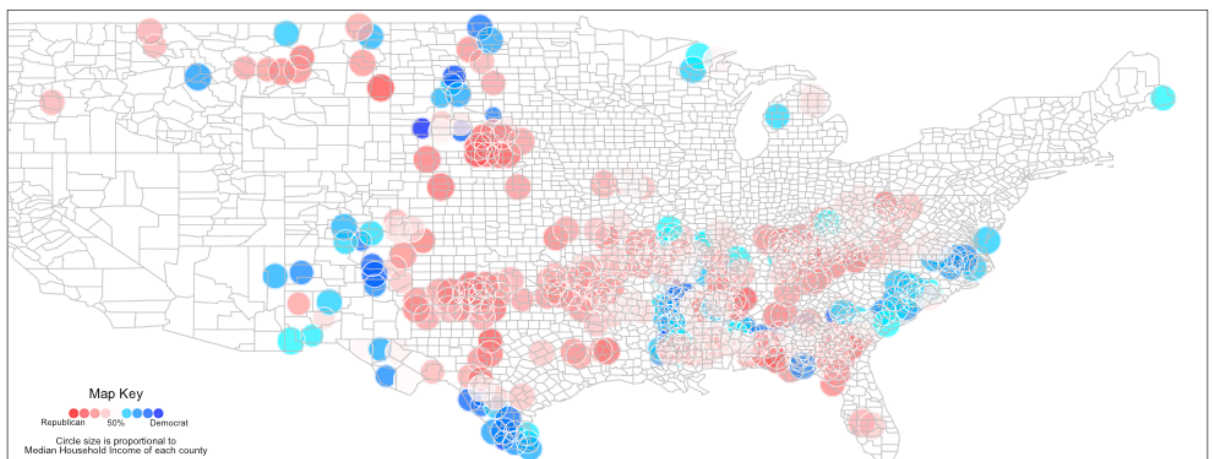 Map Key
Republican 50% Democrat
Circle size is proportional to
Median Household Income of each county